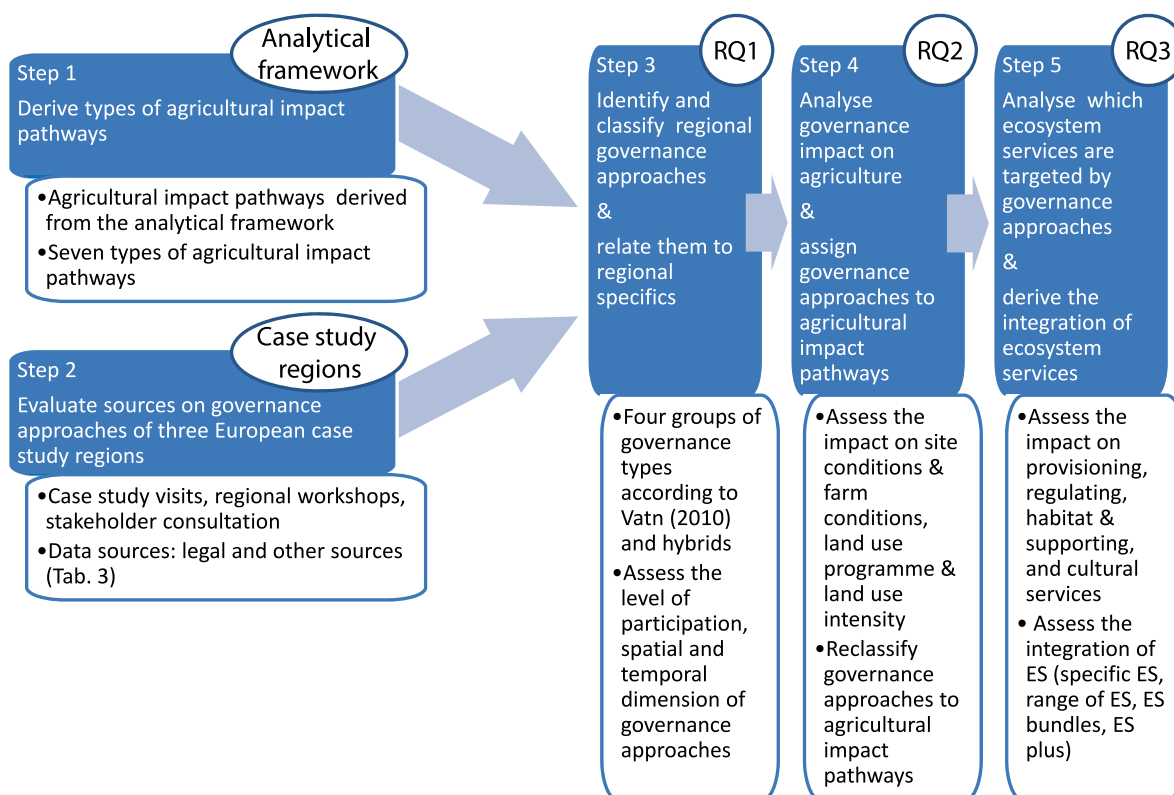 Analytical
framework
Step 1
Derive types of agricultural impact
pathways
•Agricultural impact pathways derived
from the analytical framework
•Seven types of agricultural impact
pathways
Case study
regions
Step 2
Evaluate sources on governance
approaches of three European case
study regions
•Case study visits, regional workshops,
stakeholder consultation
•Data sources: legal and other sources
(Tab. 3)
RQ1
Step 3
Identify and
classify regional
governance
approaches
&
relate them to
regional
specifics
•Four groups of
governance
types
according to
Vatn (2010)
and hybrids
•Assess the
level of
participation,
spatial and
temporal
dimension of
governance
approaches
RQ2
Step 4
Analyse
governance
impact on
agriculture
&
assign
governance
approaches to
agricultural
impact
pathways
•Assess the
impact on site
conditions &
farm
conditions,
land use
programme &
land use
intensity
•Reclassify
governance
approaches to
agricultural
impact
pathways
RQ3
Step 5
Analyse which
ecosystem
services are
targeted by
governance
approaches
&
derive the
integration of
ecosystem
services
•Assess the
impact on
provisioning,
regulating,
habitat &
supporting,
and cultural
services
• Assess the
integration of
ES (specific ES,
range of ES, ES
bundles, ES
plus)